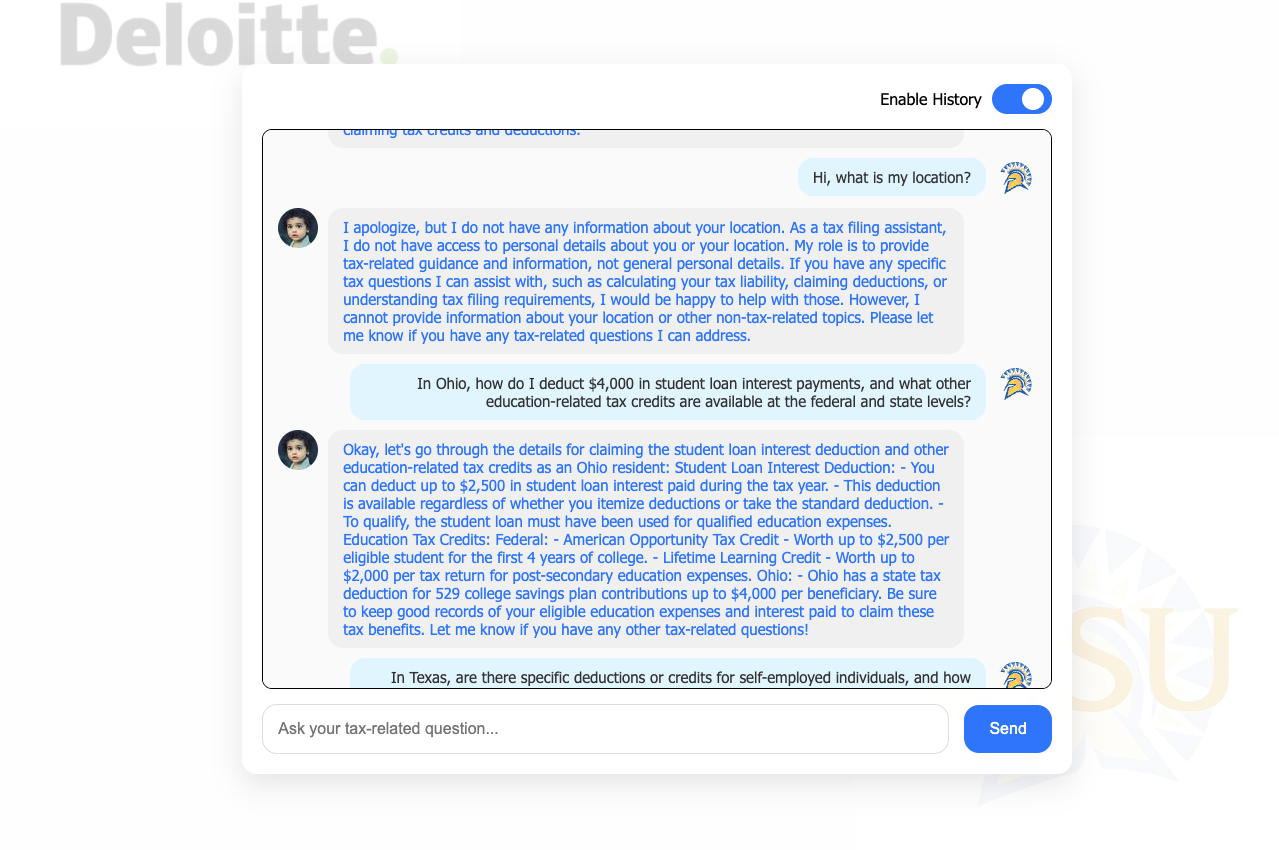 Deloitte.
Enable History
claiming tax credits and deductions.
Hi, what is my location?
I apologize, but I do not have any information about your location. As a tax filing assistant,
I do not have access to personal details about you or your location. My role is to provide
tax-related guidance and information, not general personal details. If you have any specific
tax questions I can assist with, such as calculating your tax liability, claiming deductions, or
understanding tax filing requirements, I would be happy to help with those. However, I
cannot provide information about your location or other non-tax-related topics. Please let
me know if you have any tax-related questions I can address.
In Ohio, how do I deduct $4,000 in student loan interest payments, and what other
education-related tax credits are available at the federal and state levels?
Okay, let's go through the details for claiming the student loan interest deduction and other
education-related tax credits as an Ohio resident: Student Loan Interest Deduction: - You
can deduct up to $2,500 in student loan interest paid during the tax year. - This deduction
is available regardless of whether you itemize deductions or take the standard deduction. -
To qualify, the student loan must have been used for qualified education expenses.
Education Tax Credits: Federal: - American Opportunity Tax Credit - Worth up to $2,500 per
eligible student for the first 4 years of college. - Lifetime Learning Credit - Worth up to
$2,000 per tax return for post-secondary education expenses. Ohio: - Ohio has a state tax
deduction for 529 college savings plan contributions up to $4,000 per beneficiary. Be sure
to keep good records of your eligible education expenses and interest paid to claim these
tax benefits. Let me know if you have any other tax-related questions!
In Texas, are there specific deductions or credits for self-employed individuals, and how
SU
Ask your tax-related question...
Send